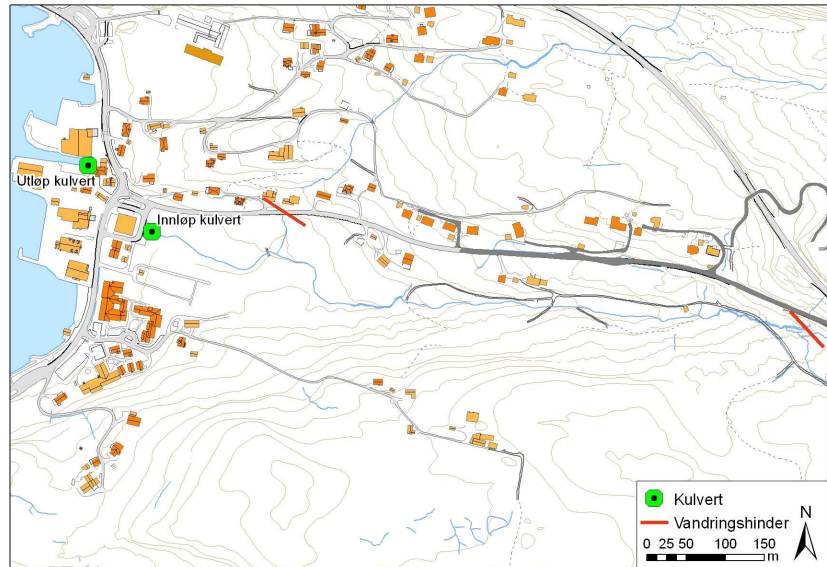 Utløp kulvert
Innløp kulvert
Kulvert
Vandringshinder
N
0 25 50 100 150
m